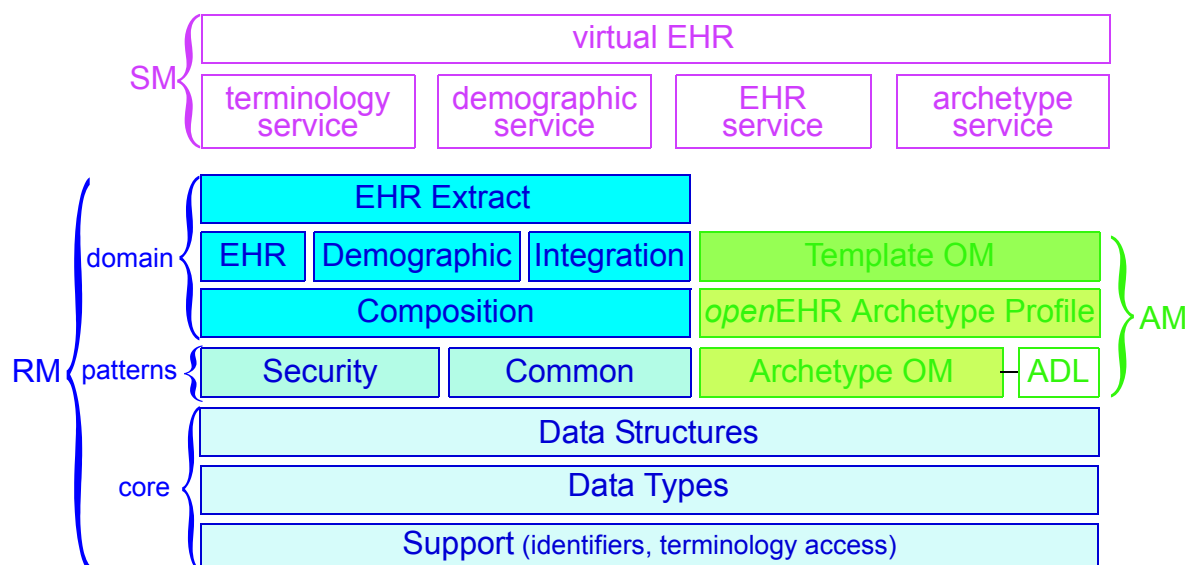 virtual EHR
SM
terminology
service
demographic
service
EHR
service
archetype
service
EHR Extract
domain
EHR
Demographic
Integration
Template OM
Composition
openEHR Archetype Profile
AM
RM
patterns
Security
Common
Archetype OM
ADL
Data Structures
core
Data Types
Support (identifiers, terminology access)